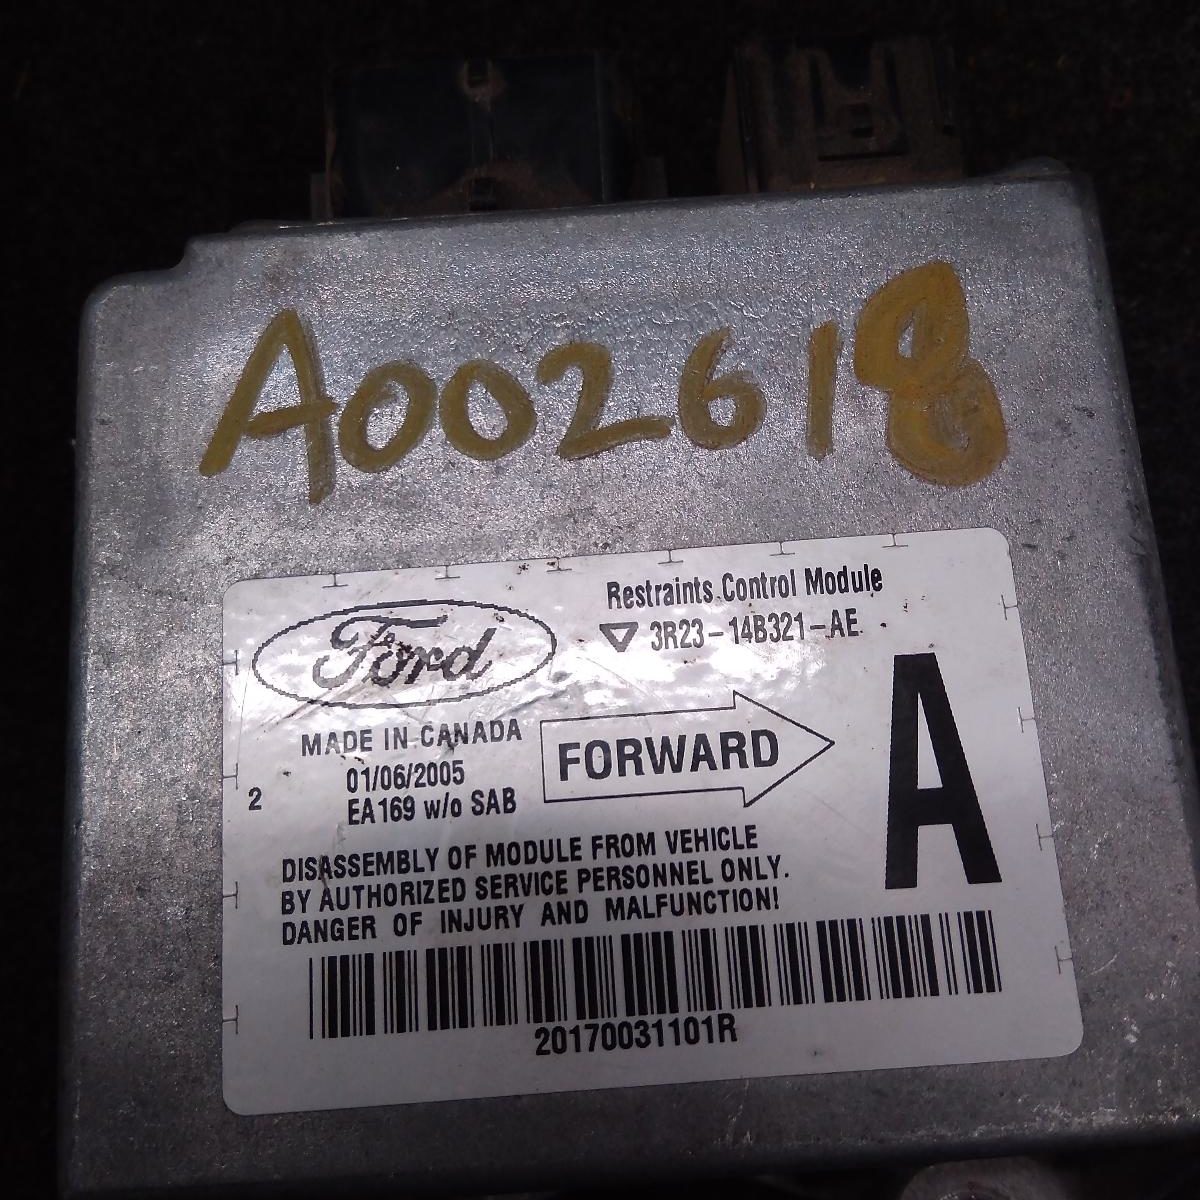 A002618
Restraints Control Module
3R23-14B321-AE
Ford
A
MADE IN CANADA
FORWARD
01/06/2005
2
EA169 w/o SAB
DISASSEMBLY OF MODULE FROM VEHICLE
BY AUTHORIZED SERVICE PERSONNEL ONLY.
DANGER OF INJURY AND MALFUNCTION!
20170031101R